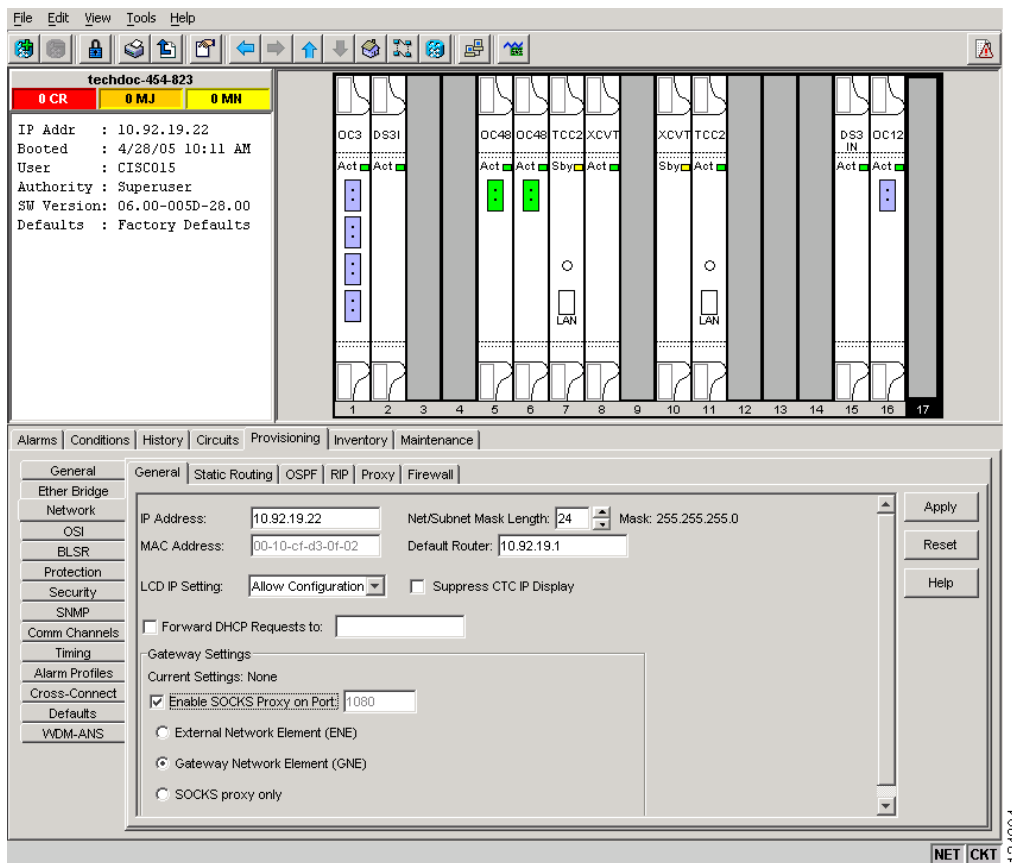 File Edit View Tools Help
techdoc-454-823
0 CR 0 MJ 0 MN
IP Addr : 10.92.19.22
Booted : 4/28/05 10:11 AM
User : CISCO15
Authority : Superuser
SW Version: 06.00-005D-28.00
Defaults : Factory Defaults
OC3 DS3I OC48 OC48 TCC2 XCVT XCVT TCC2 DS3 IN OC12
Act Act Act Act Sby Act Sby Act Act Act
LAN LAN
1 2 3 4 5 6 7 8 9 10 11 12 13 14 15 16 17
Alarms Conditions History Circuits Provisioning Inventory Maintenance
General
Ether Bridge
Network
OSI
BLSR
Protection
Security
SNMP
Comm Channels
Timing
Alarm Profiles
Cross-Connect
Defaults
WDM-ANS
General Static Routing OSPF RIP Proxy Firewall
IP Address: 10.92.19.22 Net/Subnet Mask Length: 24 Mask: 255.255.255.0
MAC Address: 00-10-cf-d3-0f-02 Default Router: 10.92.19.1
LCD IP Setting: Allow Configuration Suppress CTC IP Display
Forward DHCP Requests to:
Gateway Settings
Current Settings: None
Enable SOCKS Proxy on Port: 1080
External Network Element (ENE)
Gateway Network Element (GNE)
SOCKS proxy only
Apply
Reset
Help
NET CKT